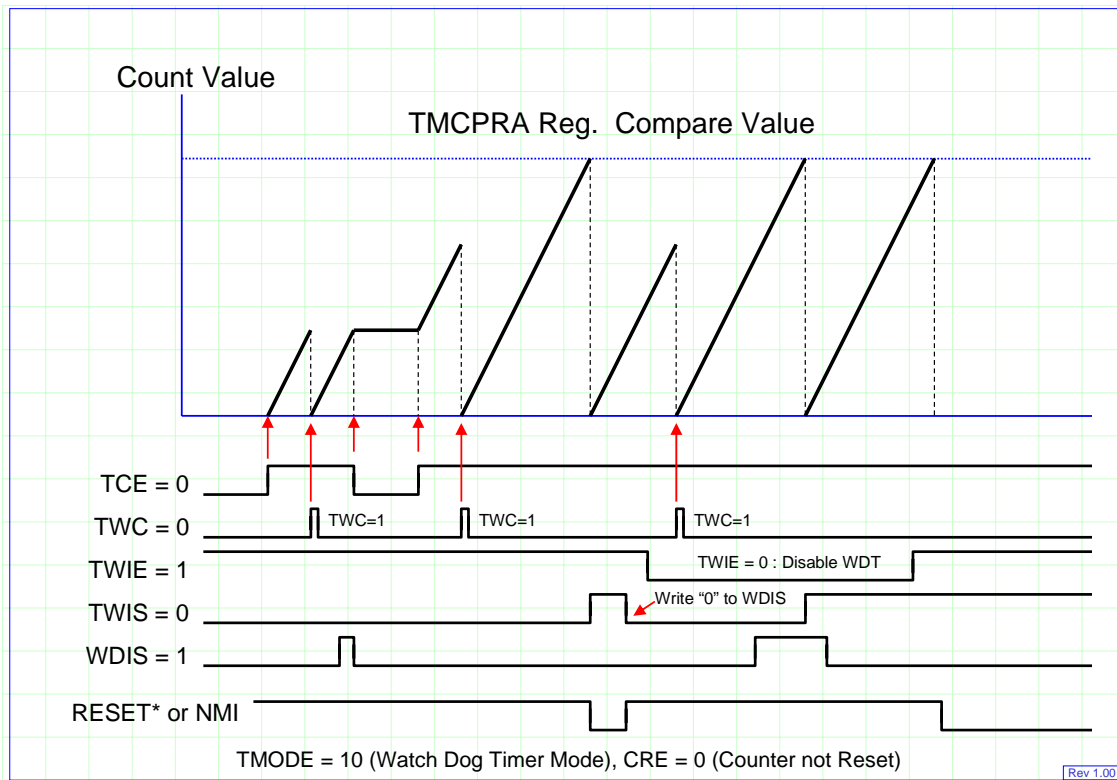 Count Value
TMCPRA Reg.  Compare Value
TCE = 0
TWC = 0
TWC=1
TWC=1
TWC=1
TWIE = 1
TWIE = 0 : Disable WDT
TWIS = 0
Write “0” to WDIS
WDIS = 1
RESET* or NMI
TMODE = 10 (Watch Dog Timer Mode), CRE = 0 (Counter not Reset)
Rev 1.00